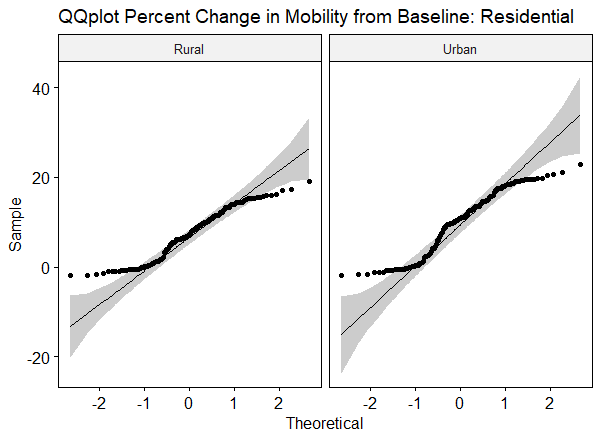 QQplot Percent Change in Mobility from Baseline: Residential
Rural Urban
40
20
0
-20
Sample
-2 -1 0 1 2 -2 -1 0 1 2
Theoretical